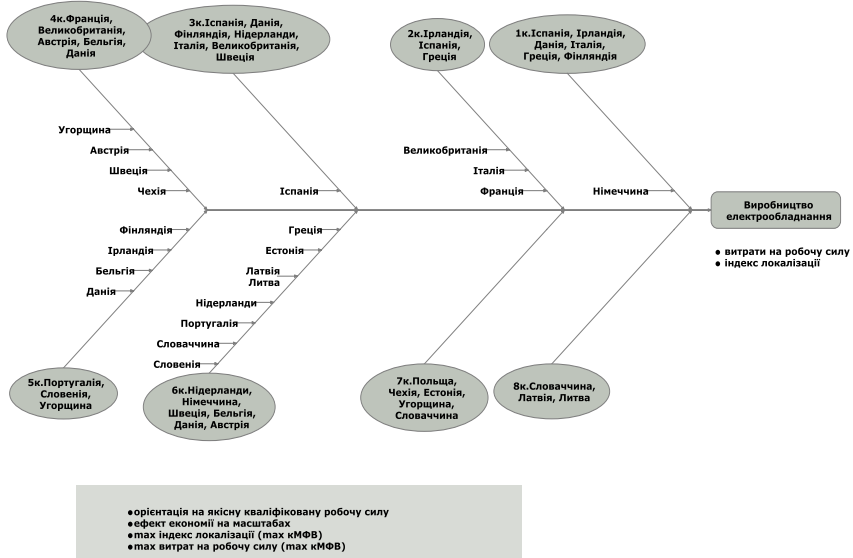 4к.Франція,
Великобританія,
Австрія, Бельгія,
Данія
3к.Іспанія, Данія,
Фінляндія, Нідерланди,
Італія, Великобританія,
Швеція
2к.Ірландія,
Іспанія,
Греція
1к.Іспанія, Ірландія,
Данія, Італія,
Греція, Фінляндія
Угорщина
Австрія
Швеція
Чехія
Іспанія
Великобританія
Італія
Франція
Німеччина
Виробництво
електрообладнання
● витрати на робочу силу
● індекс локалізації
Фінляндія
Ірландія
Бельгія
Данія
Греція
Естонія
Латвія
Литва
Нідерланди
Португалія
Словаччина
Словенія
5к.Португалія,
Словенія,
Угорщина
6к.Нідерланди,
Німеччина,
Швеція, Бельгія,
Данія, Австрія
7к.Польща,
Чехія, Естонія,
Угорщина,
Словаччина
8к.Словаччина,
Латвія, Литва
●орієнтація на якісну кваліфіковану робочу силу
●ефект економії на масштабах
●max індекс локалізації (max кМФВ)
●max витрат на робочу силу (max кМФВ)